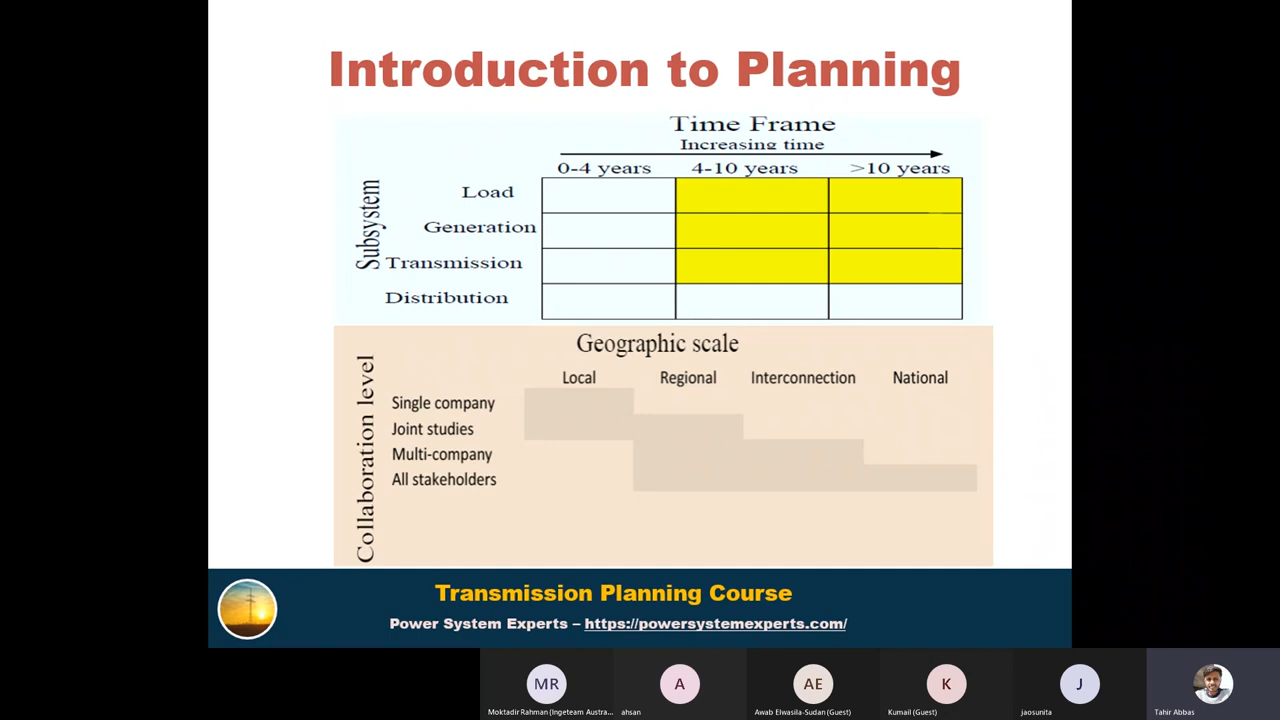 Introduction to Planning
Time Frame
Increasing time
0-4 years 4-10 years >10 years
Subsystem
Load
Generation
Transmission
Distribution
Geographic scale
Local Regional Interconnection National
Collaboration level
Single company
Joint studies
Multi-company
All stakeholders
Transmission Planning Course
Power System Experts – https://powersystemexperts.com/
MR A AE K J
Moktadir Rahman (Ingeteam Austra... ahsan Awab Elwasila-Sudan (Guest) Kumail (Guest) jaosunita Tahir Abbas